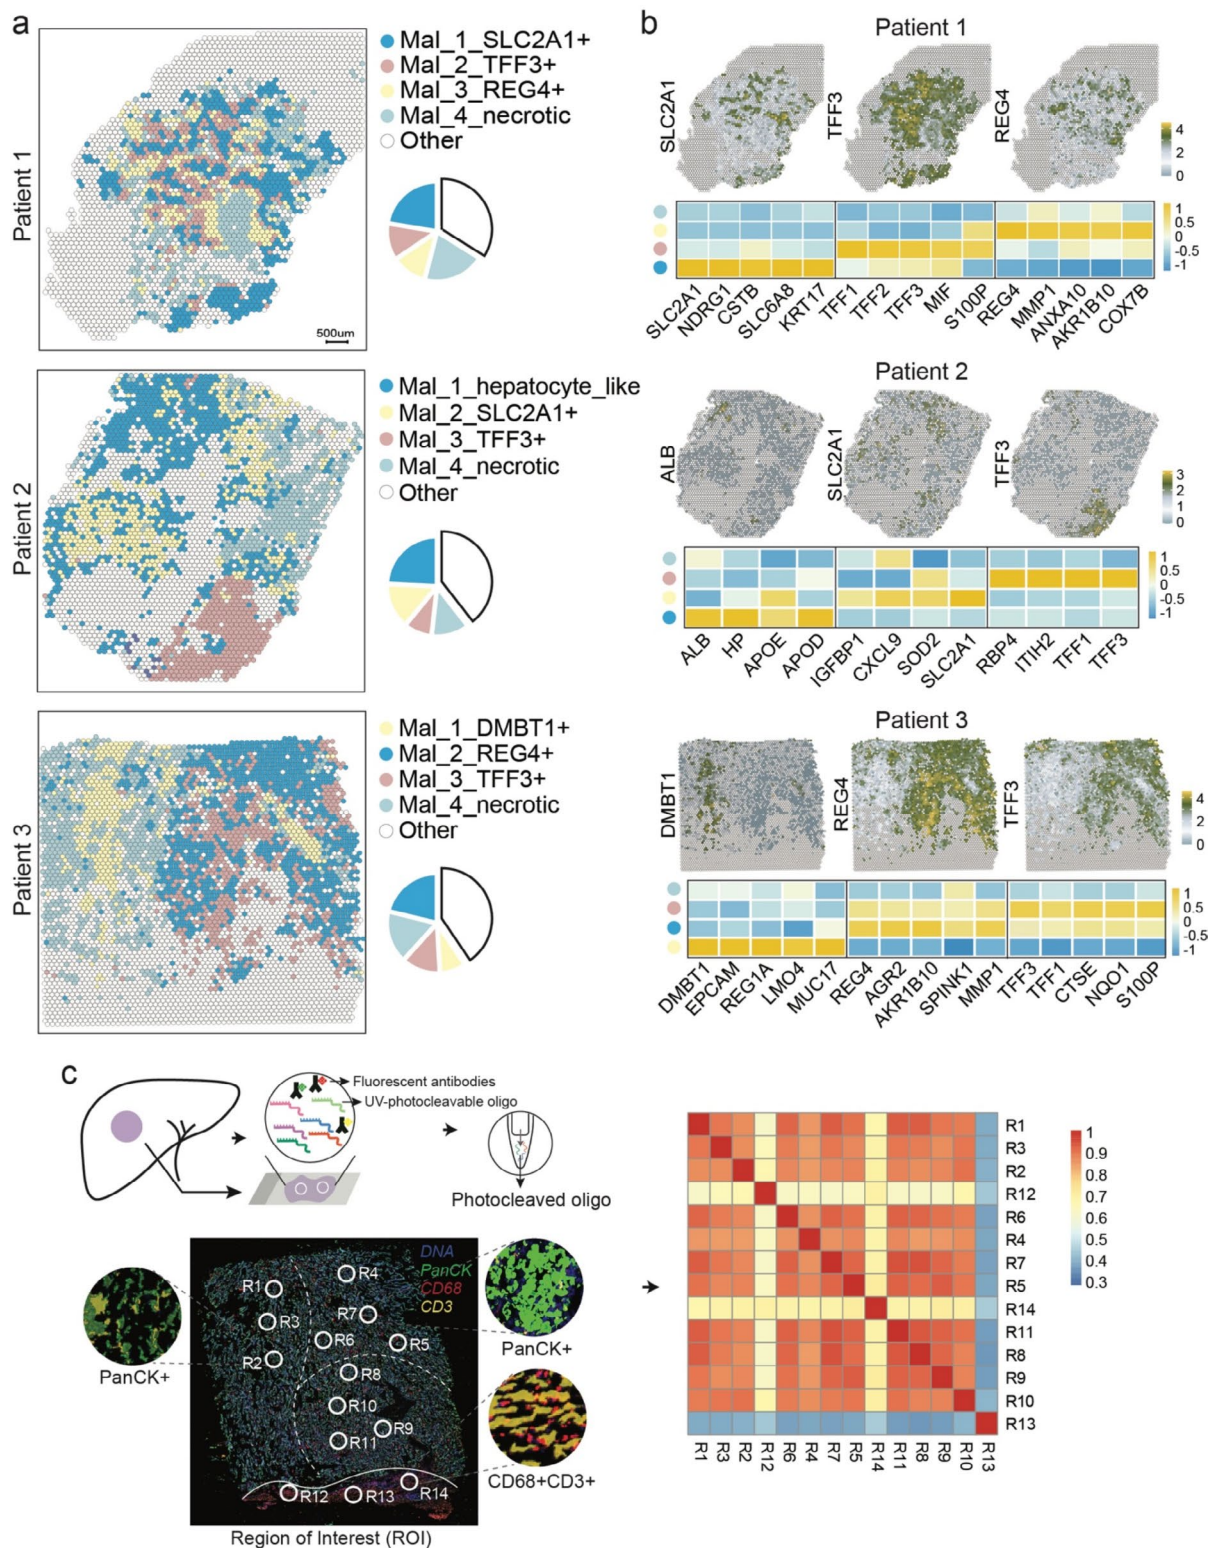 a
Patient 1
Mal_1_SLC2A1+
Mal_2_TFF3+
Mal_3_REG4+
Mal_4_necrotic
Other
500um
Patient 2
Mal_1_hepatocyte_like
Mal_2_SLC2A1+
Mal_3_TFF3+
Mal_4_necrotic
Other
Patient 3
Mal_1_DMBT1+
Mal_2_REG4+
Mal_3_TFF3+
Mal_4_necrotic
Other
b
Patient 1
SLC2A1
TFF3
REG4
4
2
0
1
0.5
0
-0.5
-1
SLC2A1
NDRG1
CSTB
SLC6A8
KRT17
TFF1
TFF2
TFF3
MIF
S100P
REG4
MMP1
ANXA10
AKR1B10
COX7B
Patient 2
ALB
SLC2A1
TFF3
3
2
1
0
1
0.5
-0.5
-1
ALB
HP
APOE
APOD
IGFBP1
CXCL9
SOD2
SLC2A1
RBP4
ITIH2
TFF1
TFF3
Patient 3
DMBT1
REG4
TFF3
4
2
0
1
0.5
-0.5
-1
DMBT1
EPCAM
REG1A
LMO4
MUC17
REG4
AGR2
AKR1B10
SPINK1
MMP1
TFF3
TFF1
CTSE
NQO1
S100P
c
Fluorescent antibodies
UV-photocleavable oligo
Photocleaved oligo
DNA
PanCK
CD68
CD3
R1
R4
R3
R7
R6
R5
R2
R8
R10
R9
R11
R12
R13
R14
PanCK+
PanCK+
CD68+CD3+
Region of Interest (ROI)
R1
R3
R2
R12
R6
R4
R7
R5
R14
R11
R8
R9
R10
R13
R1
R3
R2
R12
R6
R4
R7
R5
R14
R11
R8
R9
R10
R13
1
0.9
0.8
0.7
0.6
0.5
0.4
0.3